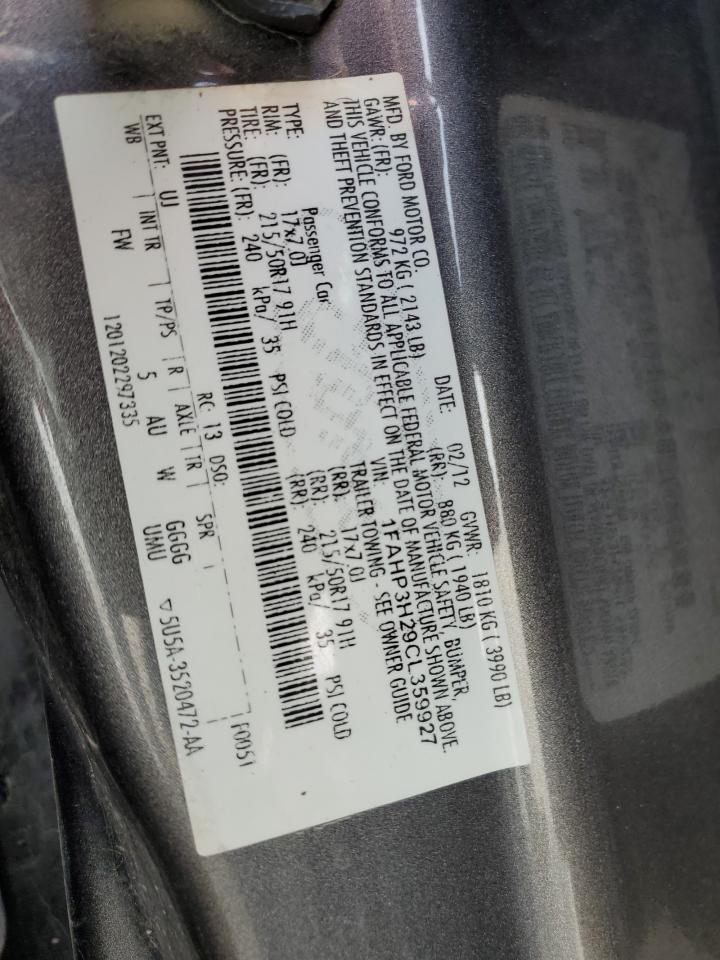 MFD. BY FORD MOTOR CO.
DATE: 02/12 GVWR: 1810 KG ( 3990 LB)
GAWR: (FR): 972 KG ( 2143 LB) (RR): 880 KG ( 1940 LB)
THIS VEHICLE CONFORMS TO ALL APPLICABLE FEDERAL MOTOR VEHICLE SAFETY, BUMPER,
AND THEFT PREVENTION STANDARDS IN EFFECT ON THE DATE OF MANUFACTURE SHOWN ABOVE.
VIN: 1FAHP3H29CL359927
TYPE: Passenger Car TRAILER TOWING - SEE OWNER GUIDE
RIM: (FR): 17x7.0J (RR): 17x7.0J
TIRE: (FR): 215/50R17 91H (RR): 215/50R17 91H
PRESSURE: (FR): 240 kPa/ 35 PSI COLD (RR): 240 kPa/ 35 PSI COLD
F0051
RC: 13 DSO:
EXT PNT: UJ INT TR TP/PS R AXLE TR SPR
WB FW 5 AU W GGGG 5U5A-3520472-AA
1201202297335 UMU